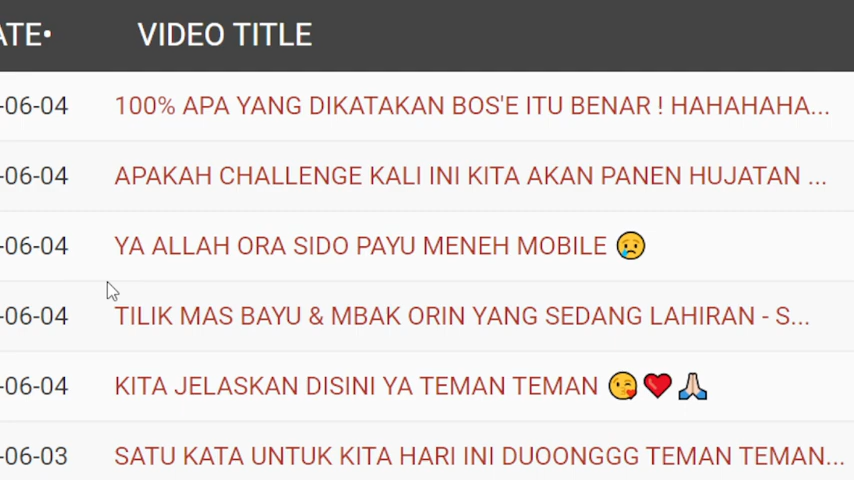 ATE• VIDEO TITLE
-06-04 100% APA YANG DIKATAKAN BOS'E ITU BENAR ! HAHAHAHA...
-06-04 APAKAH CHALLENGE KALI INI KITA AKAN PANEN HUJATAN ...
-06-04 YA ALLAH ORA SIDO PAYU MENEH MOBILE 😢
-06-04 TILIK MAS BAYU & MBAK ORIN YANG SEDANG LAHIRAN - S...
-06-04 KITA JELASKAN DISINI YA TEMAN TEMAN 😘❤️🙏🏻
-06-03 SATU KATA UNTUK KITA HARI INI DUOONGGG TEMAN TEMAN...